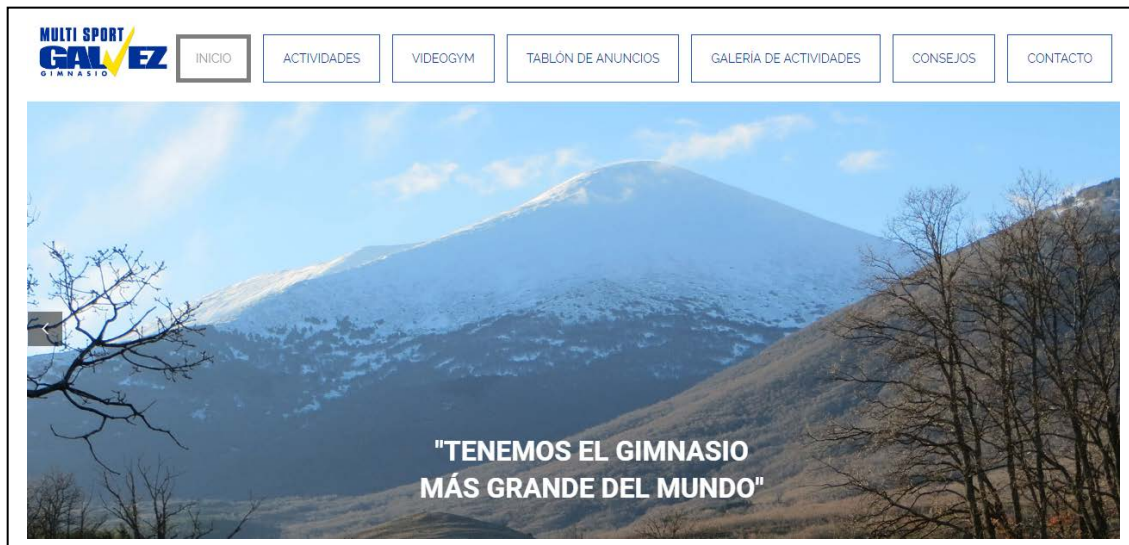 MULTI SPORT
GALVEZ
GIMNASIO
INICIO
ACTIVIDADES
VIDEOGYM
TABLÓN DE ANUNCIOS
GALERÍA DE ACTIVIDADES
CONSEJOS
CONTACTO
"TENEMOS EL GIMNASIO
MÁS GRANDE DEL MUNDO"